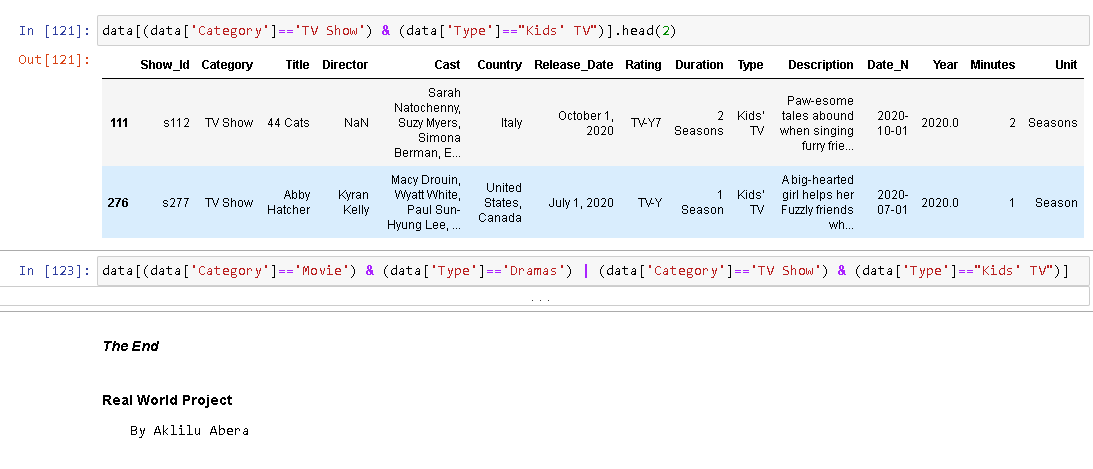 In [121]: data[(data['Category']=='TV Show') & (data['Type']=="Kids' TV")].head(2)
Out[121]:
Show_Id Category Title Director Cast Country Release_Date Rating Duration Type Description Date_N Year Minutes Unit
111 s112 TV Show 44 Cats NaN Sarah Natochenny, Suzy Myers, Simona Berman, E... Italy October 1, 2020 TV-Y7 2 Seasons Kids' TV Paw-esome tales abound when singing furry frie... 2020-10-01 2020.0 2 Seasons
276 s277 TV Show Abby Hatcher Kyran Kelly Macy Drouin, Wyatt White, Paul Sun-Hyung Lee, ... United States, Canada July 1, 2020 TV-Y 1 Season Kids' TV A big-hearted girl helps her Fuzzly friends wh... 2020-07-01 2020.0 1 Season
In [123]: data[(data['Category']=='Movie') & (data['Type']=='Dramas') | (data['Category']=='TV Show') & (data['Type']=="Kids' TV")]
...
The End
Real World Project
By Aklilu Abera